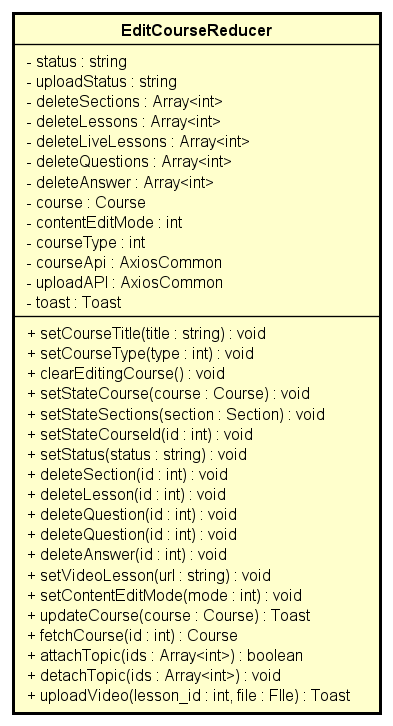 EditCourseReducer
- status : string
- uploadStatus : string
- deleteSections : Array<int>
- deleteLessons : Array<int>
- deleteLiveLessons : Array<int>
- deleteQuestions : Array<int>
- deleteAnswer : Array<int>
- course : Course
- contentEditMode : int
- courseType : int
- courseApi : AxiosCommon
- uploadAPI : AxiosCommon
- toast : Toast
+ setCourseTitle(title : string) : void
+ setCourseType(type : int) : void
+ clearEditingCourse() : void
+ setStateCourse(course : Course) : void
+ setStateSections(section : Section) : void
+ setStateCourseId(id : int) : void
+ setStatus(status : string) : void
+ deleteSection(id : int) : void
+ deleteLesson(id : int) : void
+ deleteQuestion(id : int) : void
+ deleteQuestion(id : int) : void
+ deleteAnswer(id : int) : void
+ setVideoLesson(url : string) : void
+ setContentEditMode(mode : int) : void
+ updateCourse(course : Course) : Toast
+ fetchCourse(id : int) : Course
+ attachTopic(ids : Array<int>) : boolean
+ detachTopic(ids : Array<int>) : void
+ uploadVideo(lesson_id : int, file : FIle) : Toast